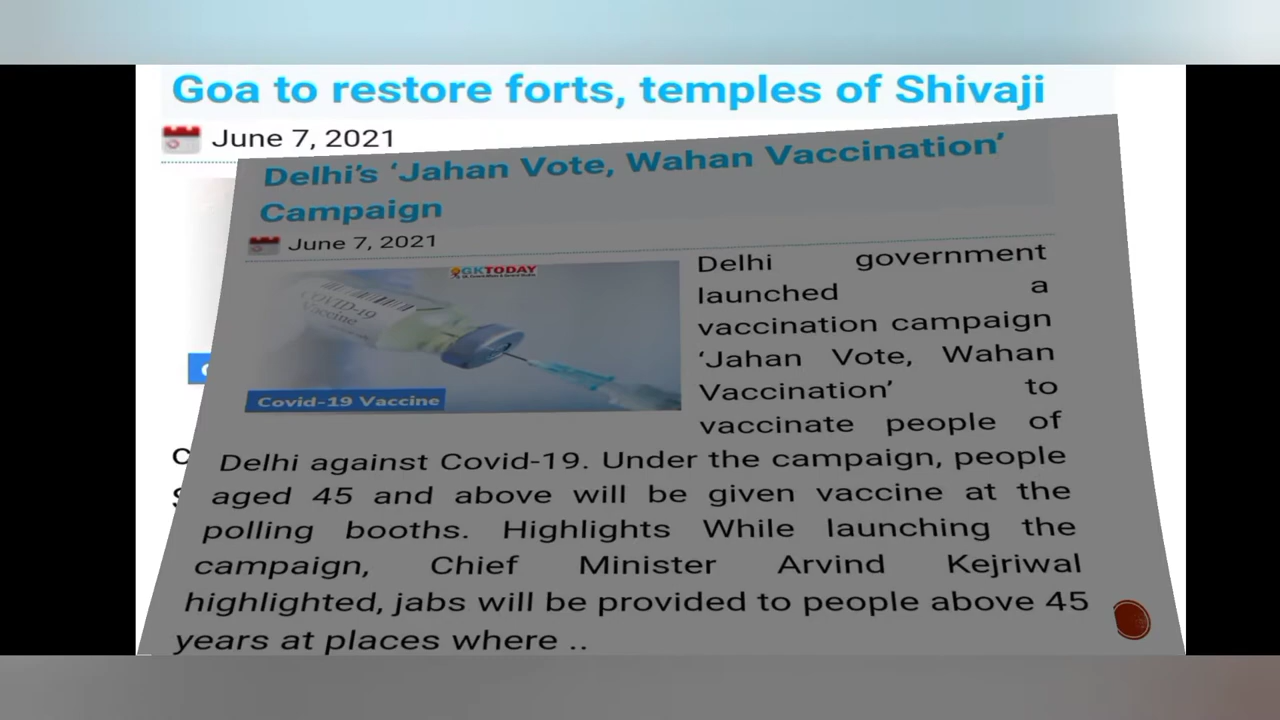 Goa to restore forts, temples of Shivaji
June 7, 2021
Delhi's 'Jahan Vote, Wahan Vaccination'
Campaign
June 7, 2021
GKTODAY
COVID-19
Vaccine
Covid-19 Vaccine
Delhi government
launched a
vaccination campaign
'Jahan Vote, Wahan
Vaccination' to
vaccinate people of
Delhi against Covid-19. Under the campaign, people
aged 45 and above will be given vaccine at the
polling booths. Highlights While launching the
campaign, Chief Minister Arvind Kejriwal
highlighted, jabs will be provided to people above 45
years at places where ..